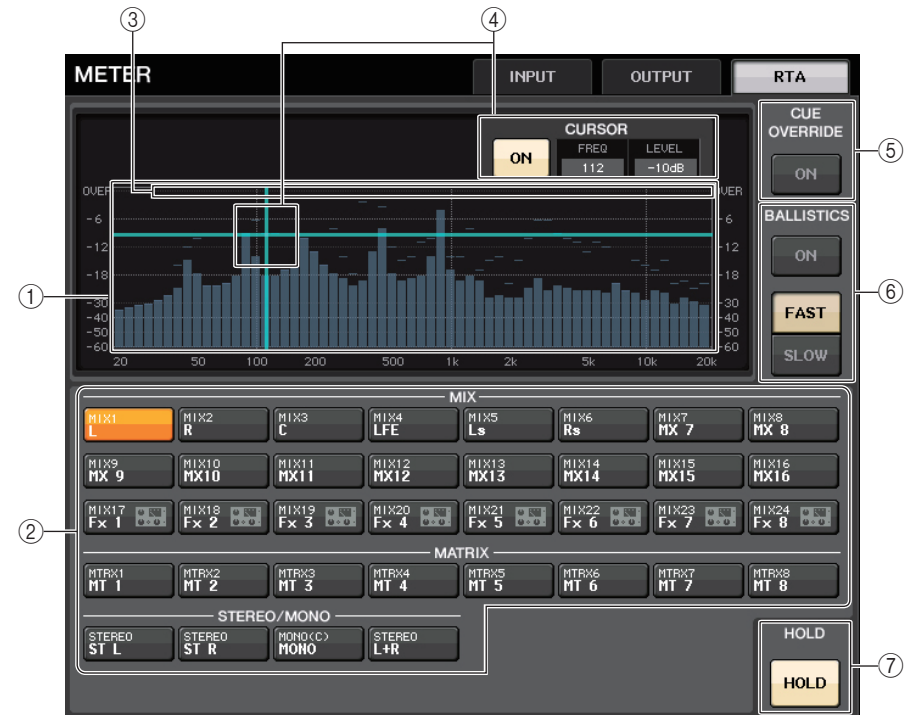 ③ ④
METER INPUT OUTPUT RTA
CUE
OVERRIDE
ON
⑤
CURSOR
ON FREQ LEVEL
112 -10dB
OVER OVER
-6 -6
-12 -12
-18 -18
-30 -30
-40 -40
-50 -50
-60 -60
20 50 100 200 500 1k 2k 5k 10k 20k
①
BALLISTICS
ON
FAST
SLOW
⑥
MIX
MIX1 MIX2 MIX3 MIX4 MIX5 MIX6 MIX7 MIX8
L R C LFE Ls Rs MX 7 MX 8
MIX9 MIX10 MIX11 MIX12 MIX13 MIX14 MIX15 MIX16
MX 9 MX10 MX11 MX12 MX13 MX14 MX15 MX16
MIX17 MIX18 MIX19 MIX20 MIX21 MIX22 MIX23 MIX24
Fx 1 Fx 2 Fx 3 Fx 4 Fx 5 Fx 6 Fx 7 Fx 8
②
MATRIX
MTRX1 MTRX2 MTRX3 MTRX4 MTRX5 MTRX6 MTRX7 MTRX8
MT 1 MT 2 MT 3 MT 4 MT 5 MT 6 MT 7 MT 8
STEREO/MONO
STEREO STEREO MONO(C) STEREO
ST L ST R MONO L+R
HOLD
HOLD
⑦